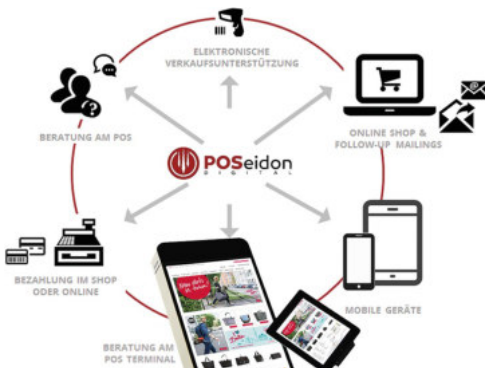 ELEKTRONISCHE
VERKAUFSUNTERSTÜTZUNG
BERATUNG AM POS
ONLINE SHOP &
FOLLOW-UP MAILINGS
POSeidon
DIGITAL
BEZAHLUNG IM SHOP
ODER ONLINE
MOBILE GERÄTE
BERATUNG AM
POS TERMINAL